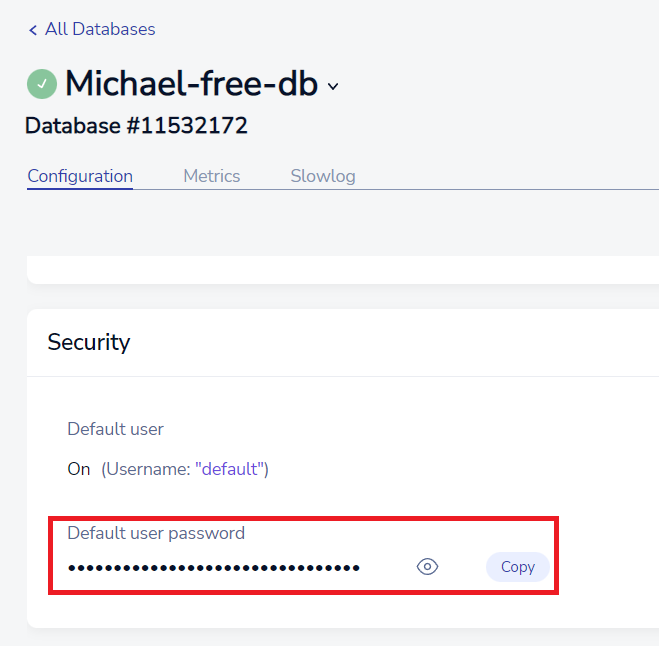 All Databases
Michael-free-db
Database #11532172
Configuration Metrics Slowlog
Security
Default user
On (Username: "default")
Default user password
•••••••••••••••••••••••••••••••• Copy